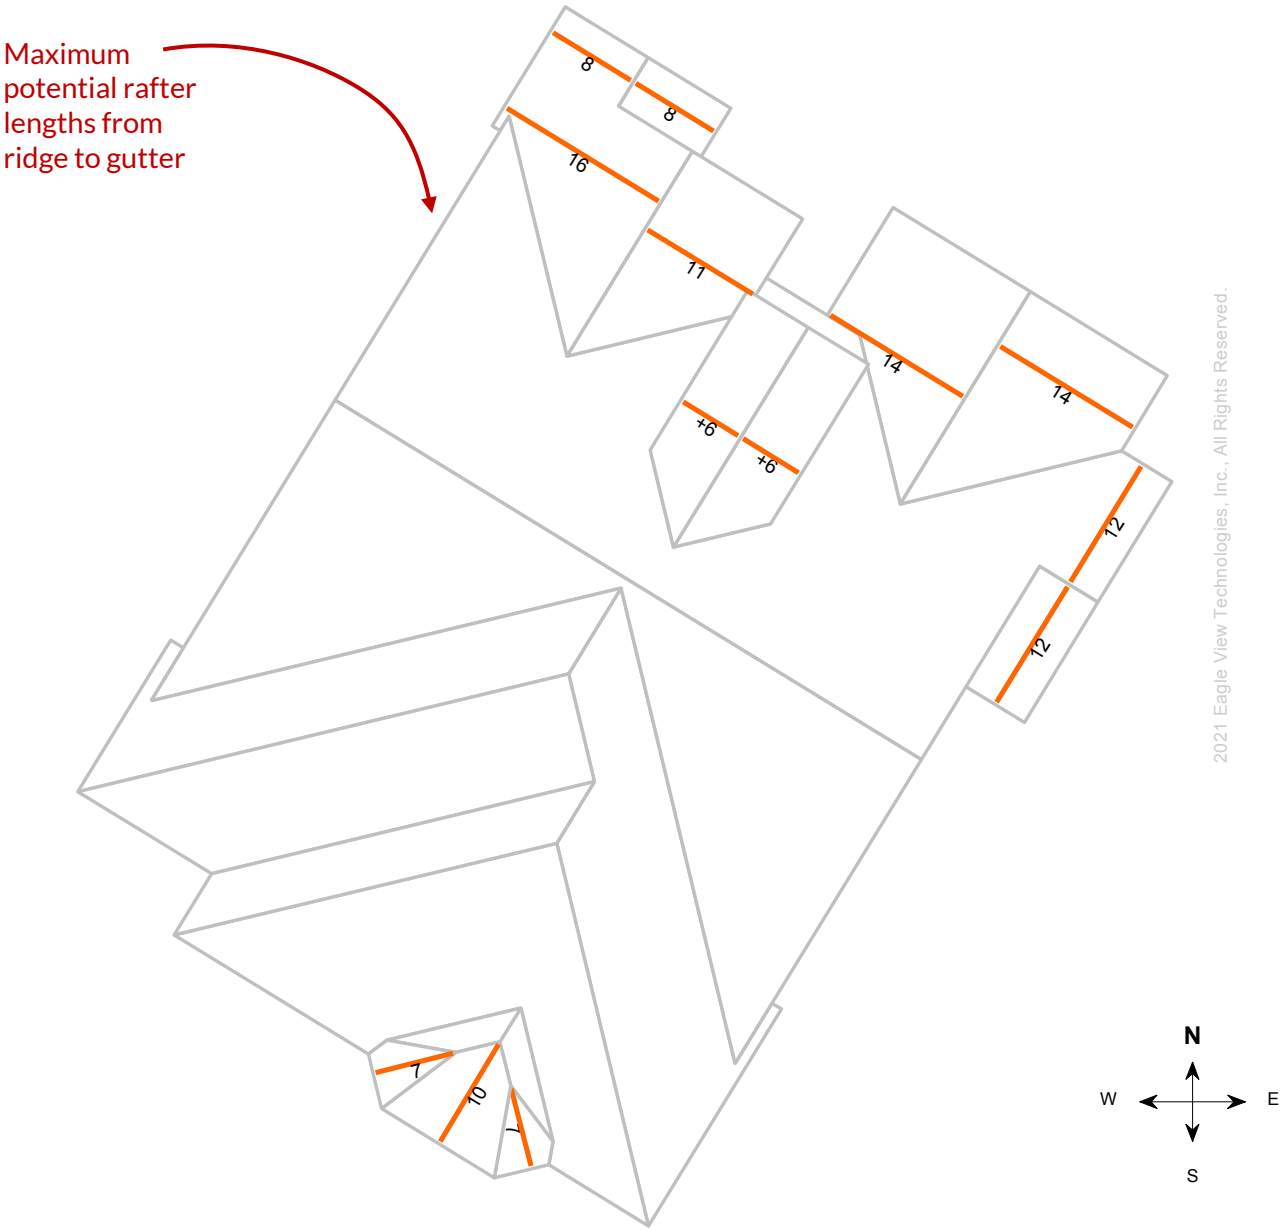 Maximum
potential rafter
lengths from
ridge to gutter
8
8
16
11
14
14
+6
+6
12
12
7
10
7
2021 Eagle View Technologies, Inc., All Rights Reserved.
N
W E
S